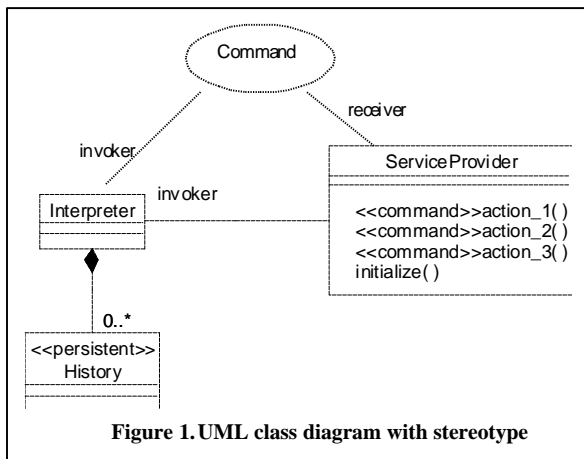 Command
receiver
invoker
ServiceProvider
invoker
Interpreter
<<command>>action_1( )
<<command>>action_2( )
<<command>>action_3( )
initialize( )
0..*
<<persistent>>
History
Figure 1. UML class diagram with stereotype